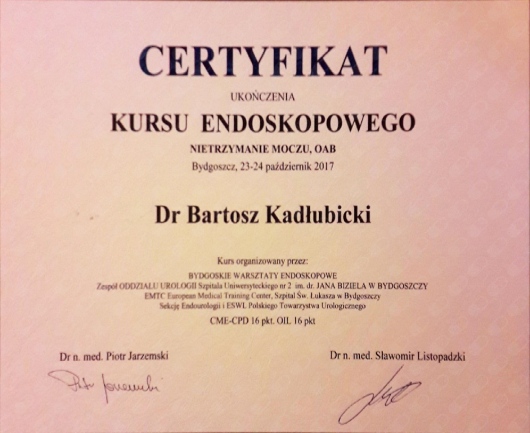 CERTYFIKAT
UKOŃCZENIA
KURSU ENDOSKOPOWEGO
NIETRZYMANIE MOCZU, OAB
Bydgoszcz, 23-24 październik 2017
Dr Bartosz Kadłubicki
Kurs organizowany przez:
BYDGOSKIE WARSZTATY ENDOSKOPOWE
Zespół ODDZIAŁU UROLOGII Szpitala Uniwersyteckiego nr 2 im. dr. JANA BIZIELA W BYDGOSZCZY
EMTC European Medical Training Center, Szpital Św. Łukasza w Bydgoszczy
Sekcję Endourologii i ESWL Polskiego Towarzystwa Urologicznego
CME-CPD 16 pkt. OIL 16 pkt
Dr n. med. Piotr Jarzemski
Dr n. med. Sławomir Listopadzki